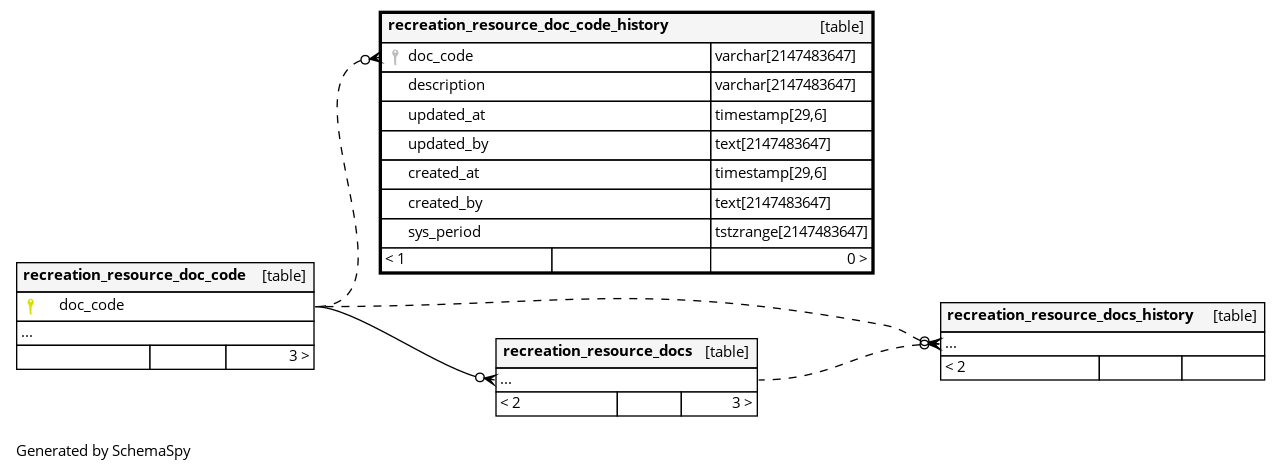 recreation_resource_doc_code_history [table]
doc_code varchar[2147483647]
description varchar[2147483647]
updated_at timestamp[29,6]
updated_by text[2147483647]
created_at timestamp[29,6]
created_by text[2147483647]
sys_period tstzrange[2147483647]
< 1 0 >
recreation_resource_doc_code [table]
doc_code
...
3 >
recreation_resource_docs [table]
...
< 2 3 >
recreation_resource_docs_history [table]
...
< 2
Generated by SchemaSpy